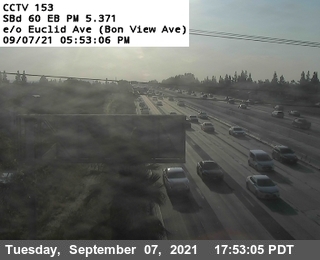 CCTV 153
SBd 60 EB PM 5.371
e/o Euclid Ave (Bon View Ave)
09/07/21 05:53:06 PM
Tuesday, September 07, 2021 17:53:05 PDT